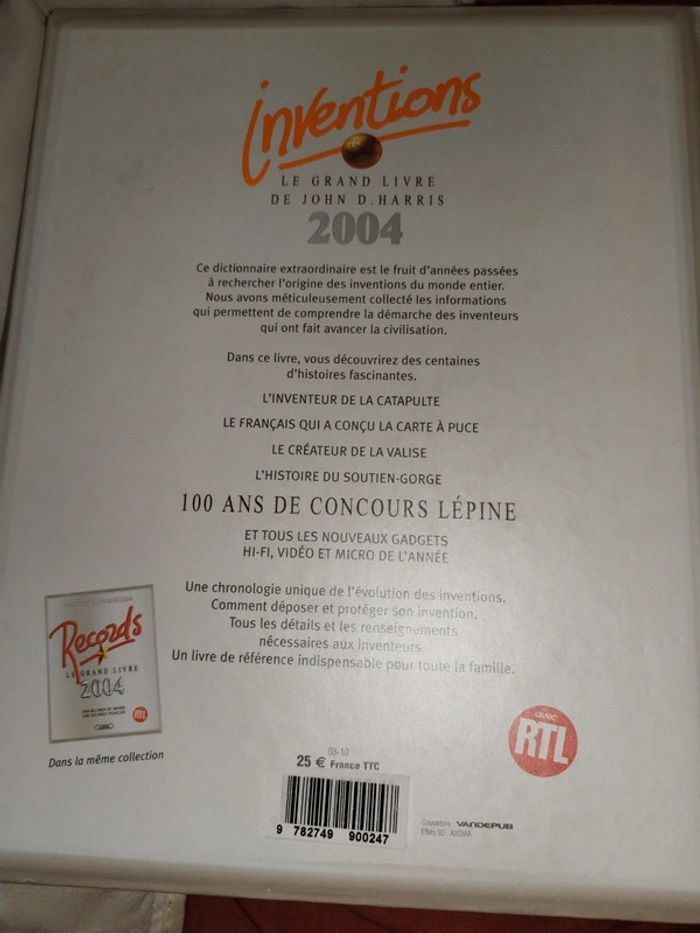 inventions
LE GRAND LIVRE
DE JOHN D. HARRIS
2004
Ce dictionnaire extraordinaire est le fruit d'années passées
à rechercher l'origine des inventions du monde entier.
Nous avons méticuleusement collecté les informations
qui permettent de comprendre la démarche des inventeurs
qui ont fait avancer la civilisation.
Dans ce livre, vous découvrirez des centaines
d'histoires fascinantes.
L'INVENTEUR DE LA CATAPULTE
LE FRANÇAIS QUI A CONÇU LA CARTE À PUCE
LE CRÉATEUR DE LA VALISE
L'HISTOIRE DU SOUTIEN-GORGE
100 ANS DE CONCOURS LÉPINE
ET TOUS LES NOUVEAUX GADGETS
HI-FI, VIDÉO ET MICRO DE L'ANNÉE
Une chronologie unique de l'évolution des inventions.
Comment déposer et protéger son invention.
Tous les détails et les renseignements
nécessaires aux inventeurs.
Un livre de référence indispensable pour toute la famille.
Records
LE GRAND LIVRE
2004
RTL
Dans la même collection
avec
RTL
03-10
25 € France TTC
9 782749 900247
Couverture : VANDEPUB
Effets 3D :